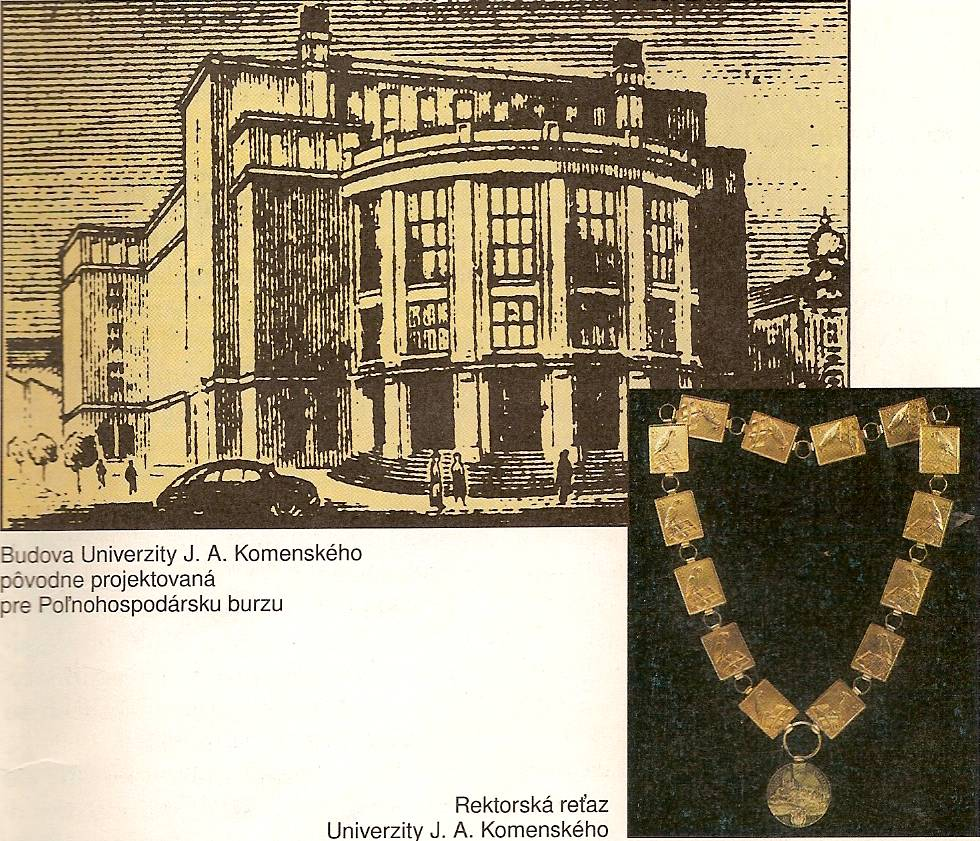 Budova Univerzity J. A. Komenského
pôvodne projektovaná
pre Poľnohospodársku burzu
Rektorská reťaz
Univerzity J. A. Komenského